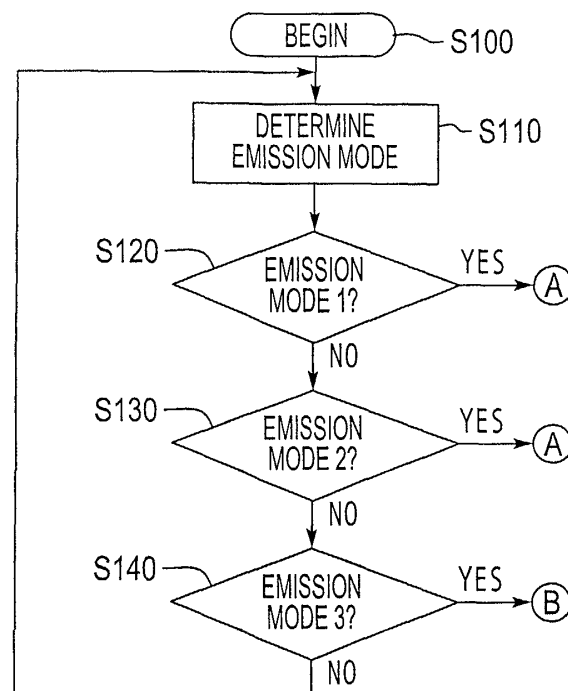 BEGIN
S100
DETERMINE
EMISSION MODE
S110
S120
EMISSION
MODE 1?
YES
A
NO
S130
EMISSION
MODE 2?
YES
A
NO
S140
EMISSION
MODE 3?
YES
B
NO